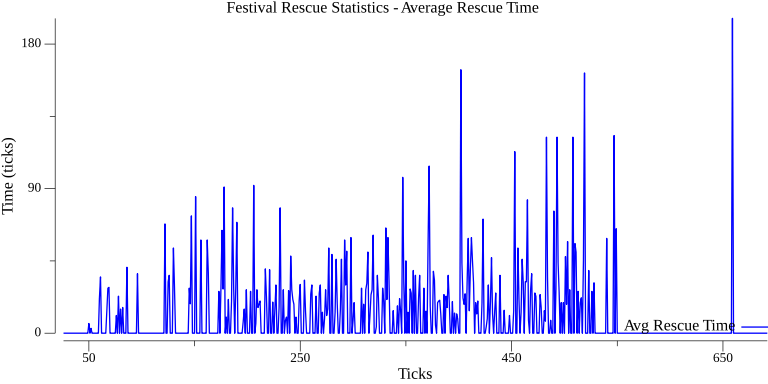 Festival Rescue Statistics - Average Rescue Time
180
90
0
Time (ticks)
Avg Rescue Time
50 250 450 650
Ticks